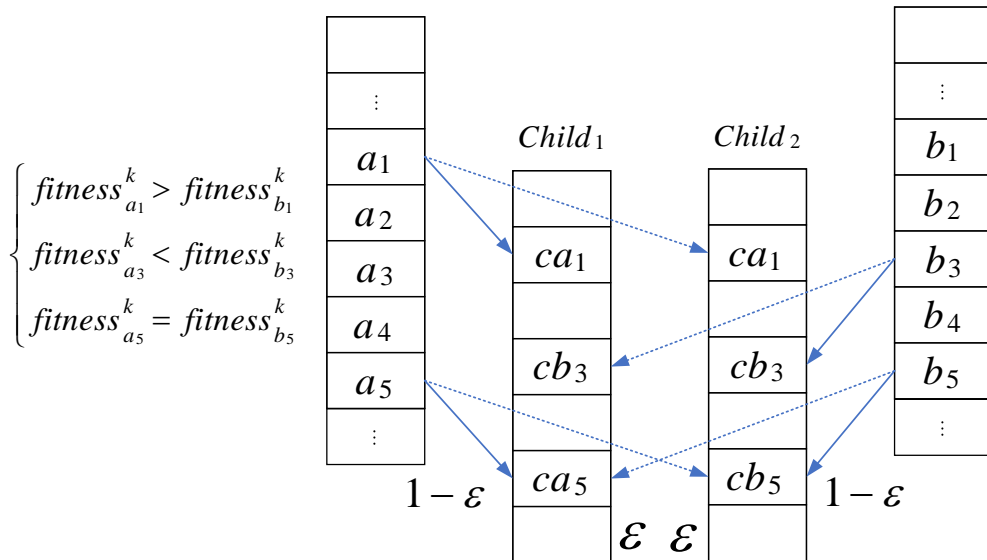 ⋮
a₁
a₂
a₃
a₄
a₅
⋮
fitness^k_{a₁} > fitness^k_{b₁}
fitness^k_{a₃} < fitness^k_{b₃}
fitness^k_{a₅} = fitness^k_{b₅}
Child₁
ca₁
cb₃
ca₅
1 − ε
ε
Child₂
ca₁
cb₃
cb₅
ε
1 − ε
⋮
b₁
b₂
b₃
b₄
b₅
⋮